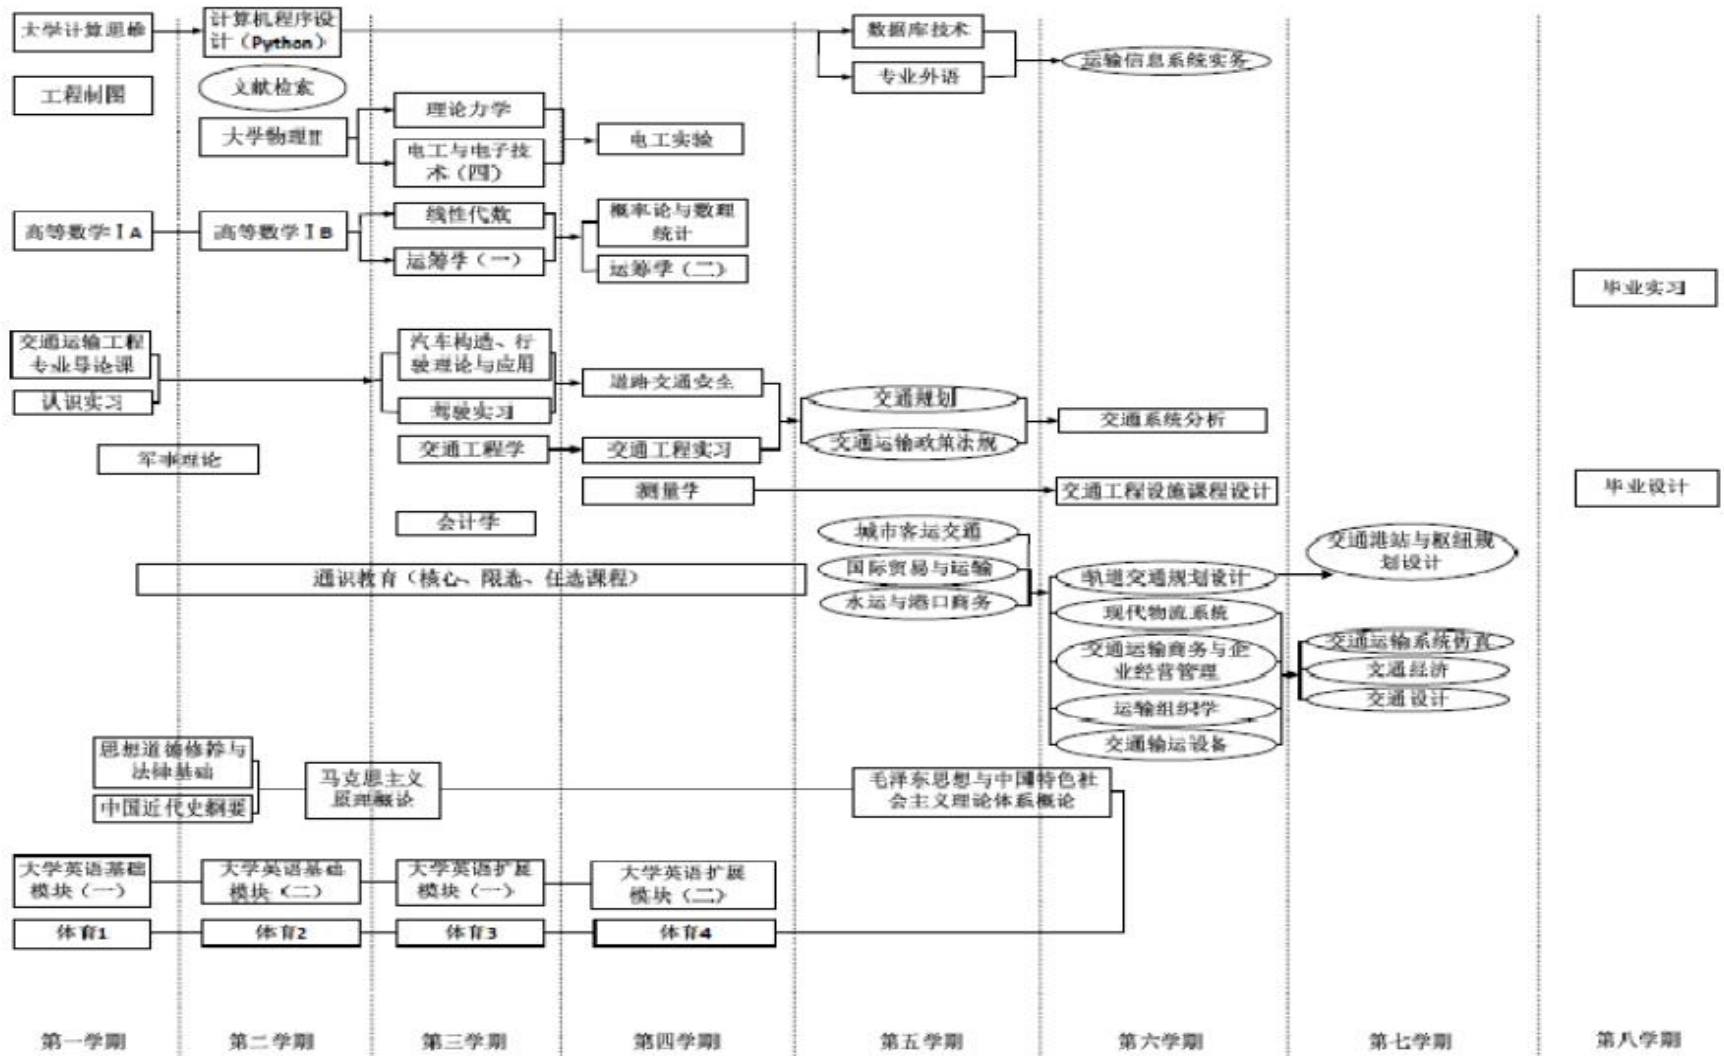 大学计算思维
计算机程序设
计（Python）
数据库技术
专业外语
运输信息系统实务
工程制图
文献检索
大学物理Ⅱ
理论力学
电工与电子技
术（四）
电工实验
高等数学ⅠA
高等数学ⅠB
线性代数
运筹学（一）
概率论与数理
统计
运筹学（二）
毕业实习
交通运输工程
专业导论课
认识实习
汽车构造、行
驶理论与应用
驾驶实习
道路交通安全
交通规划
交通系统分析
军事理论
交通工程学
交通工程实习
交通运输政策法规
测量学
交通工程设施课程设计
毕业设计
会计学
城市客运交通
国际贸易与运输
水运与港口商务
通识教育（核心、限选、任选课程）
轨道交通规划设计
交通港站与枢纽规
划设计
现代物流系统
交通运输商务与企
业经营管理
运输组织学
交通输运设备
交通运输系统仿真
交通经济
交通设计
思想道德修养与
法律基础
中国近代史纲要
马克思主义
原理概论
毛泽东思想与中国特色社
会主义理论体系概论
大学英语基础
模块（一）
大学英语基础
模块（二）
大学英语扩展
模块（一）
大学英语扩展
模块（二）
体育1
体育2
体育3
体育4
第一学期
第二学期
第三学期
第四学期
第五学期
第六学期
第七学期
第八学期